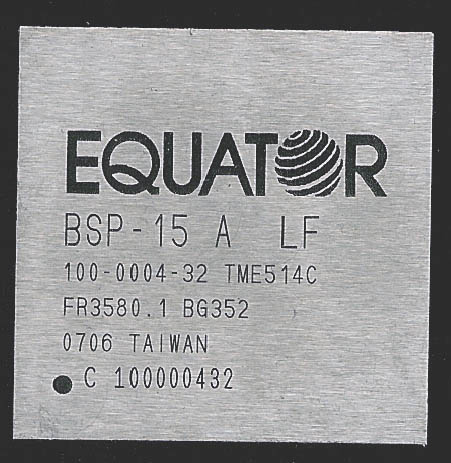 EQUATOR
BSP-15 A LF
100-0004-32 TME514C
FR3580.1 BG352
0706 TAIWAN
C 100000432